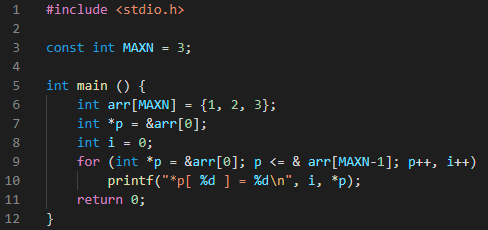 1 #include <stdio.h>
2
3 const int MAXN = 3;
4
5 int main () {
6     int arr[MAXN] = {1, 2, 3};
7     int *p = &arr[0];
8     int i = 0;
9     for (int *p = &arr[0]; p <= & arr[MAXN-1]; p++, i++)
10         printf("*p[ %d ] = %d\n", i, *p);
11     return 0;
12 }